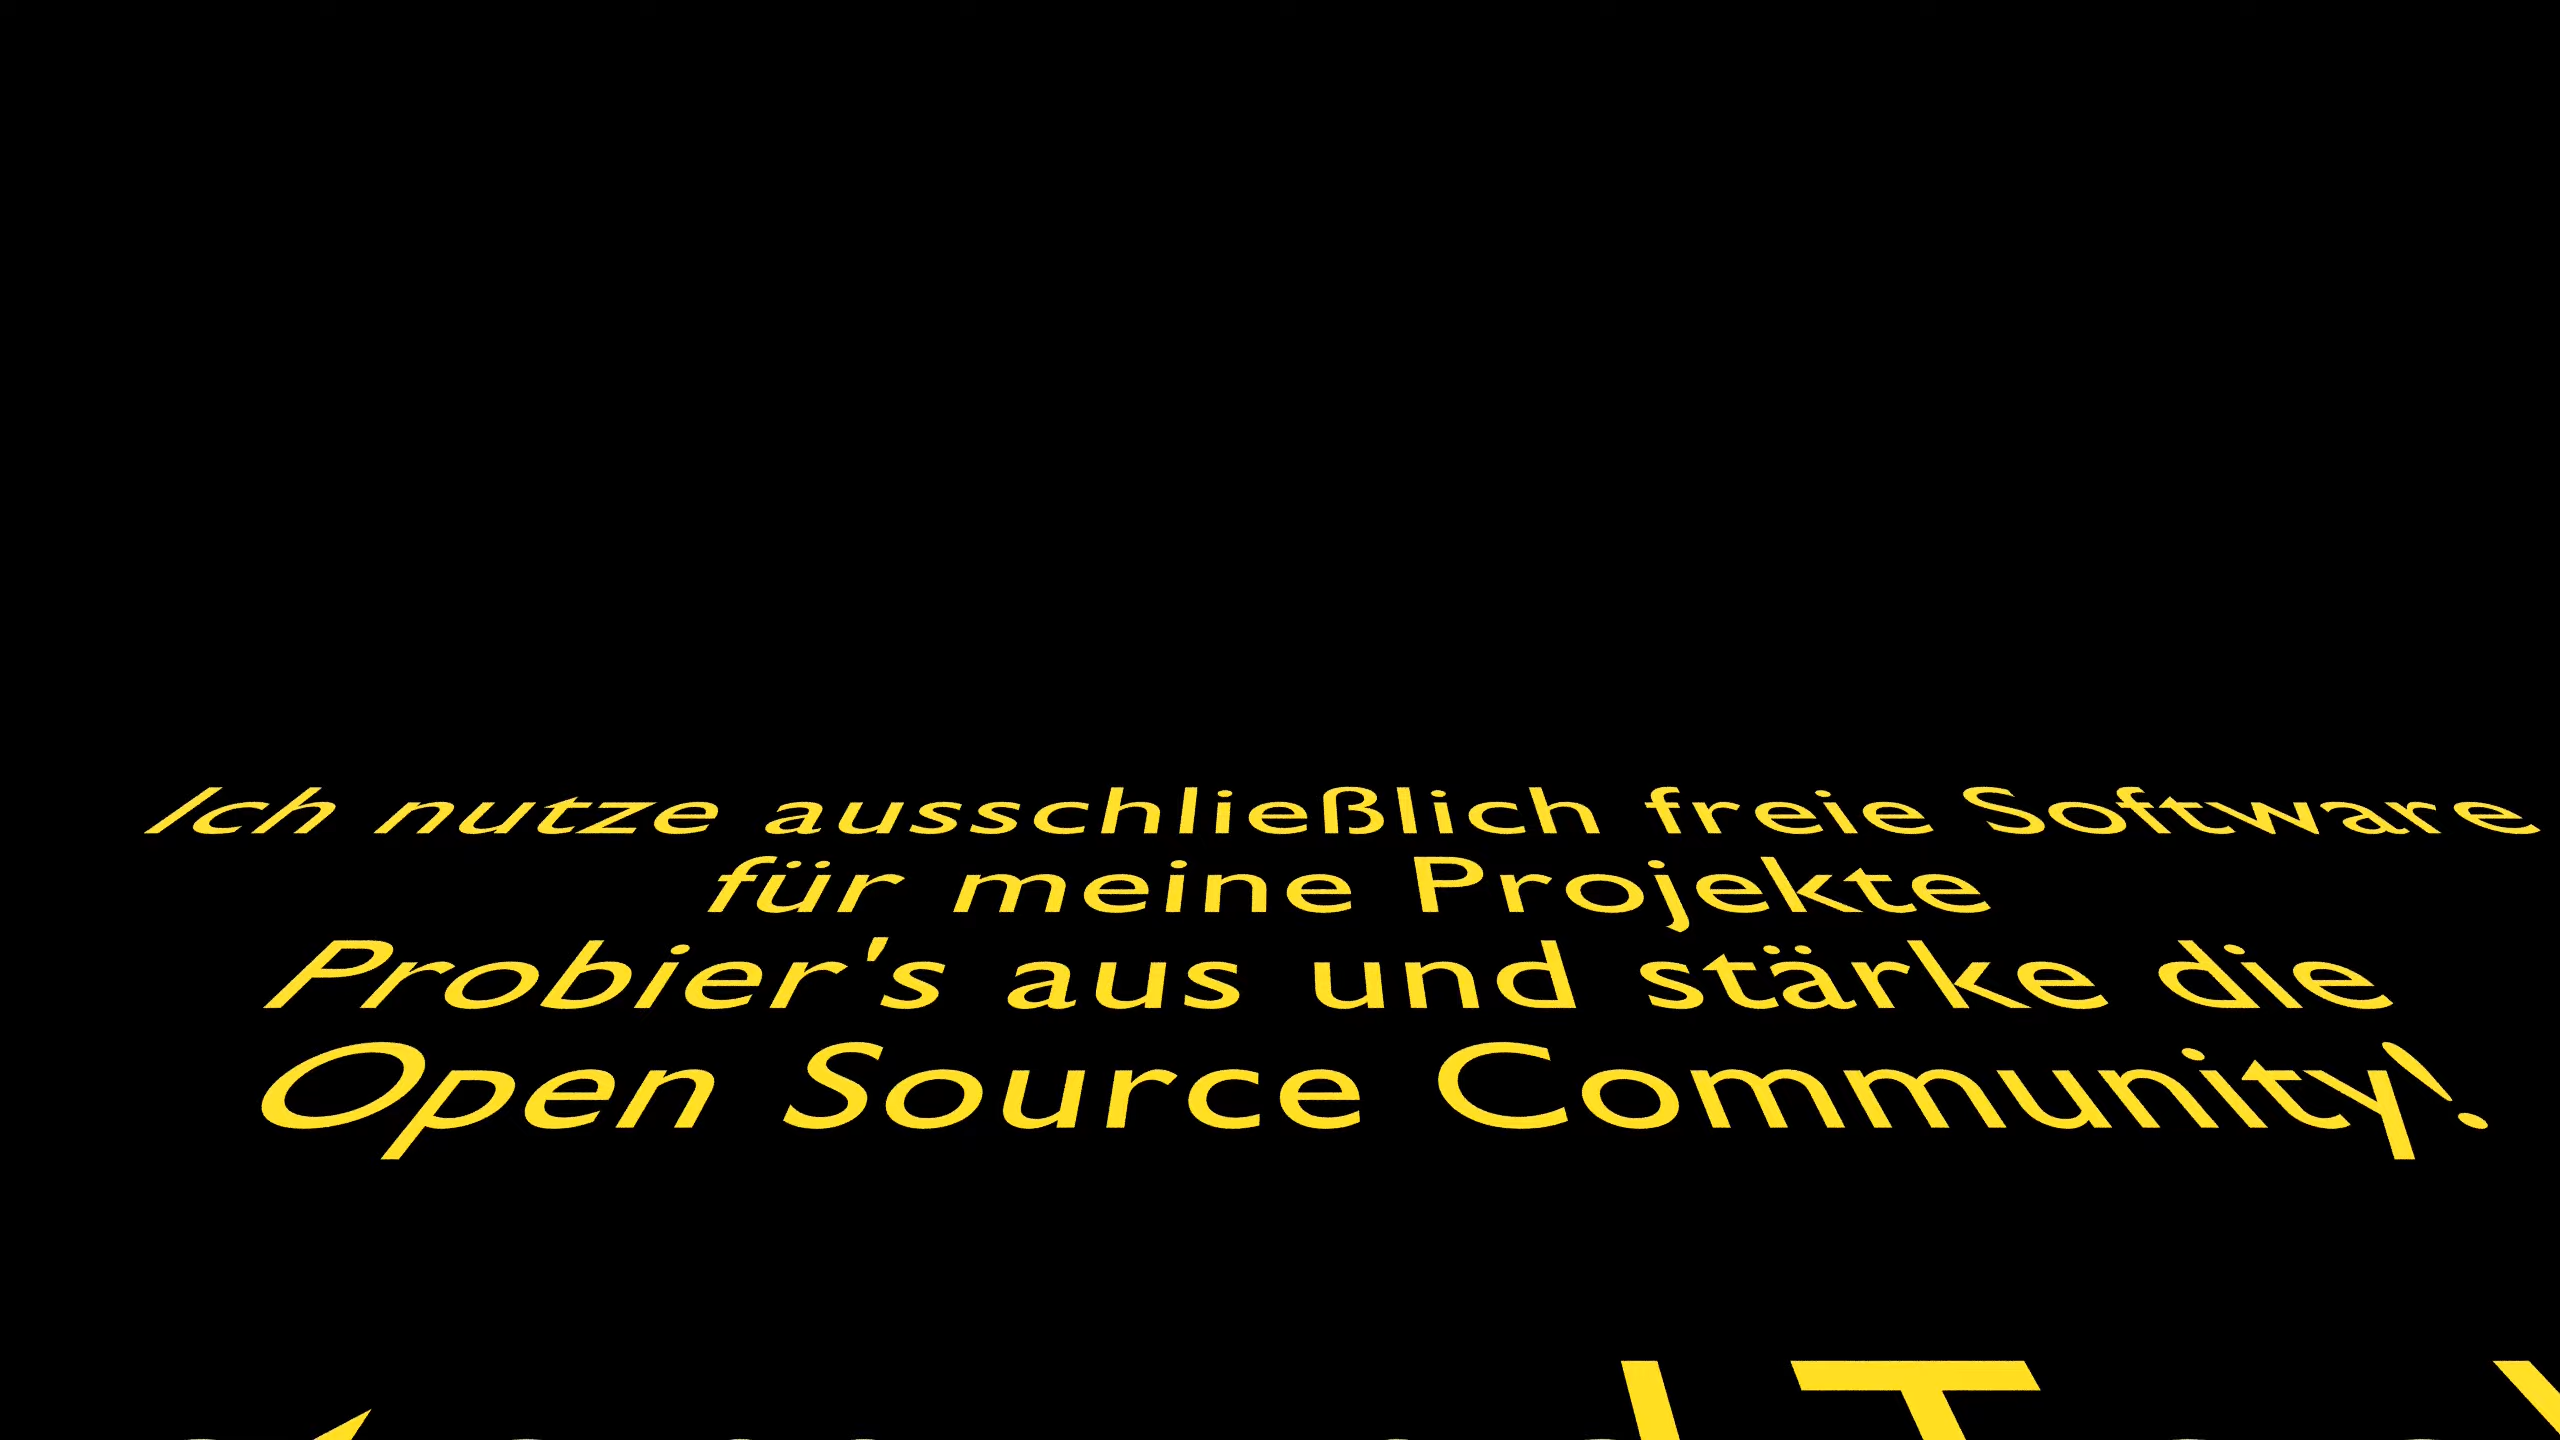 Ich nutze ausschließlich freie Software
für meine Projekte
Probier's aus und stärke die
Open Source Community!